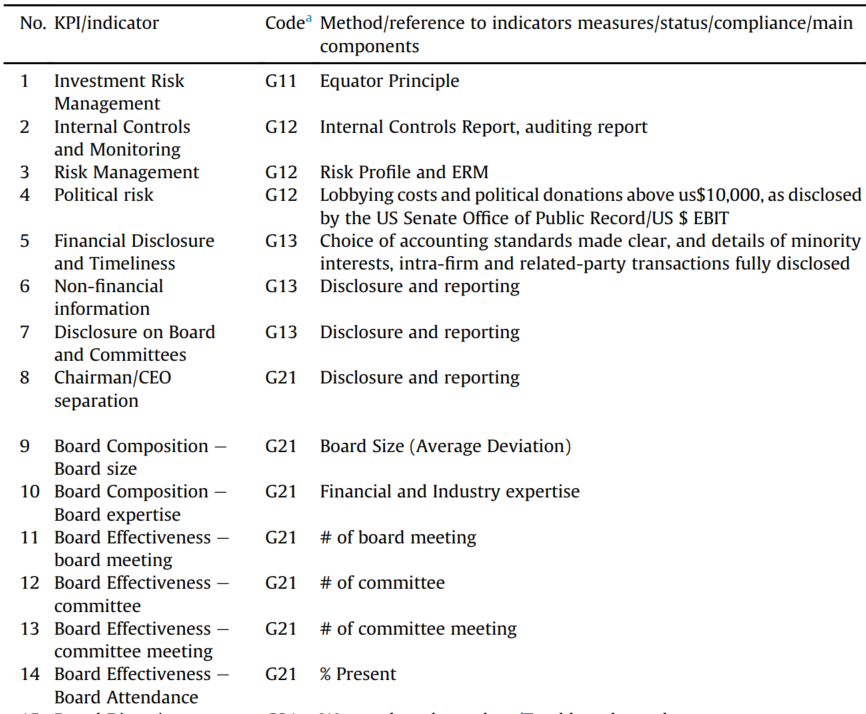 No. KPI/indicator Codea Method/reference to indicators measures/status/compliance/main
components
1 Investment Risk G11 Equator Principle
Management
2 Internal Controls G12 Internal Controls Report, auditing report
and Monitoring
3 Risk Management G12 Risk Profile and ERM
4 Political risk G12 Lobbying costs and political donations above us$10,000, as disclosed
by the US Senate Office of Public Record/US $ EBIT
5 Financial Disclosure G13 Choice of accounting standards made clear, and details of minority
and Timeliness interests, intra-firm and related-party transactions fully disclosed
6 Non-financial G13 Disclosure and reporting
information
7 Disclosure on Board G13 Disclosure and reporting
and Committees
8 Chairman/CEO G21 Disclosure and reporting
separation
9 Board Composition — G21 Board Size (Average Deviation)
Board size
10 Board Composition — G21 Financial and Industry expertise
Board expertise
11 Board Effectiveness — G21 # of board meeting
board meeting
12 Board Effectiveness — G21 # of committee
committee
13 Board Effectiveness — G21 # of committee meeting
committee meeting
14 Board Effectiveness — G21 % Present
Board Attendance